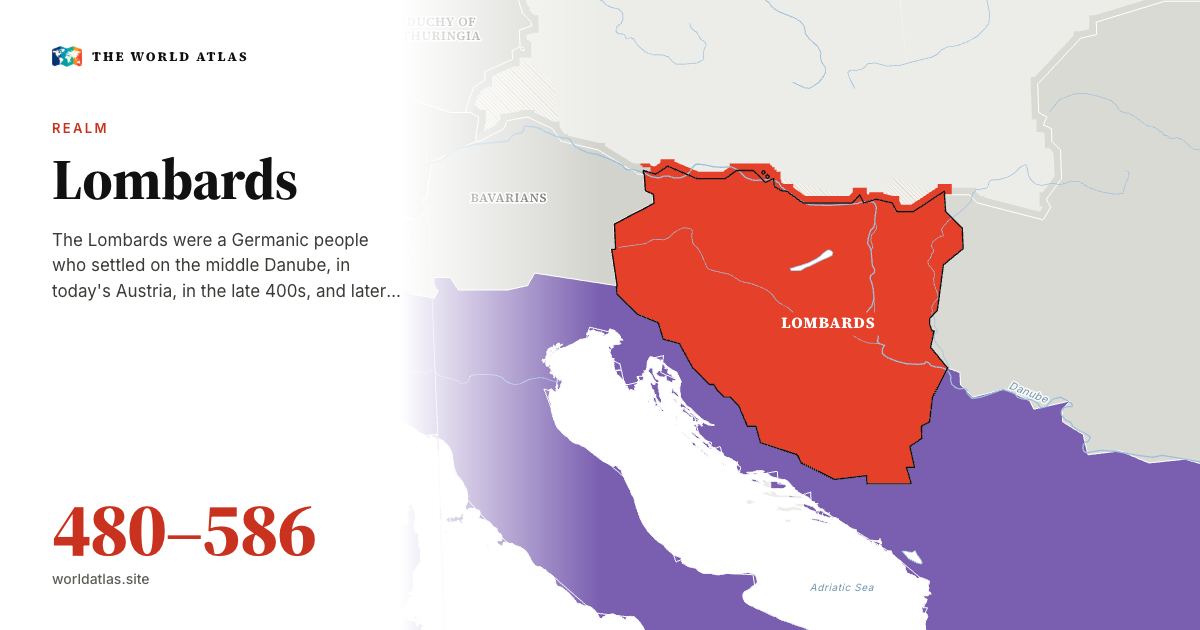 THE WORLD ATLAS
REALM
Lombards
The Lombards were a Germanic people
who settled on the middle Danube, in
today's Austria, in the late 400s, and later…
480–586
worldatlas.site
DUCHY OF
THURINGIA
BAVARIANS
LOMBARDS
Danube
Adriatic Sea